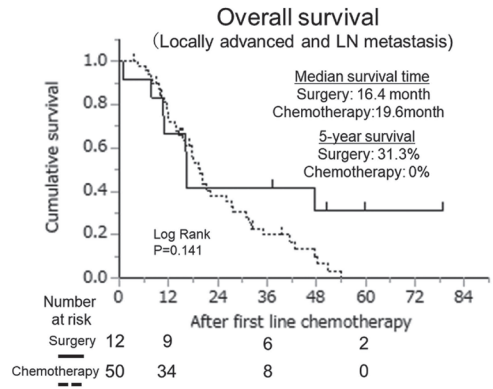 Overall survival
(Locally advanced and LN metastasis)
Median survival time
Surgery: 16.4 month
Chemotherapy:19.6month
5-year survival
Surgery: 31.3%
Chemotherapy: 0%
Cumulative survival
1.0
0.8
0.6
0.4
0.2
0.0
Log Rank
P=0.141
0 12 24 36 48 60 72 84
After first line chemotherapy
Number
at risk
Surgery 12 9 6 2
Chemotherapy 50 34 8 0